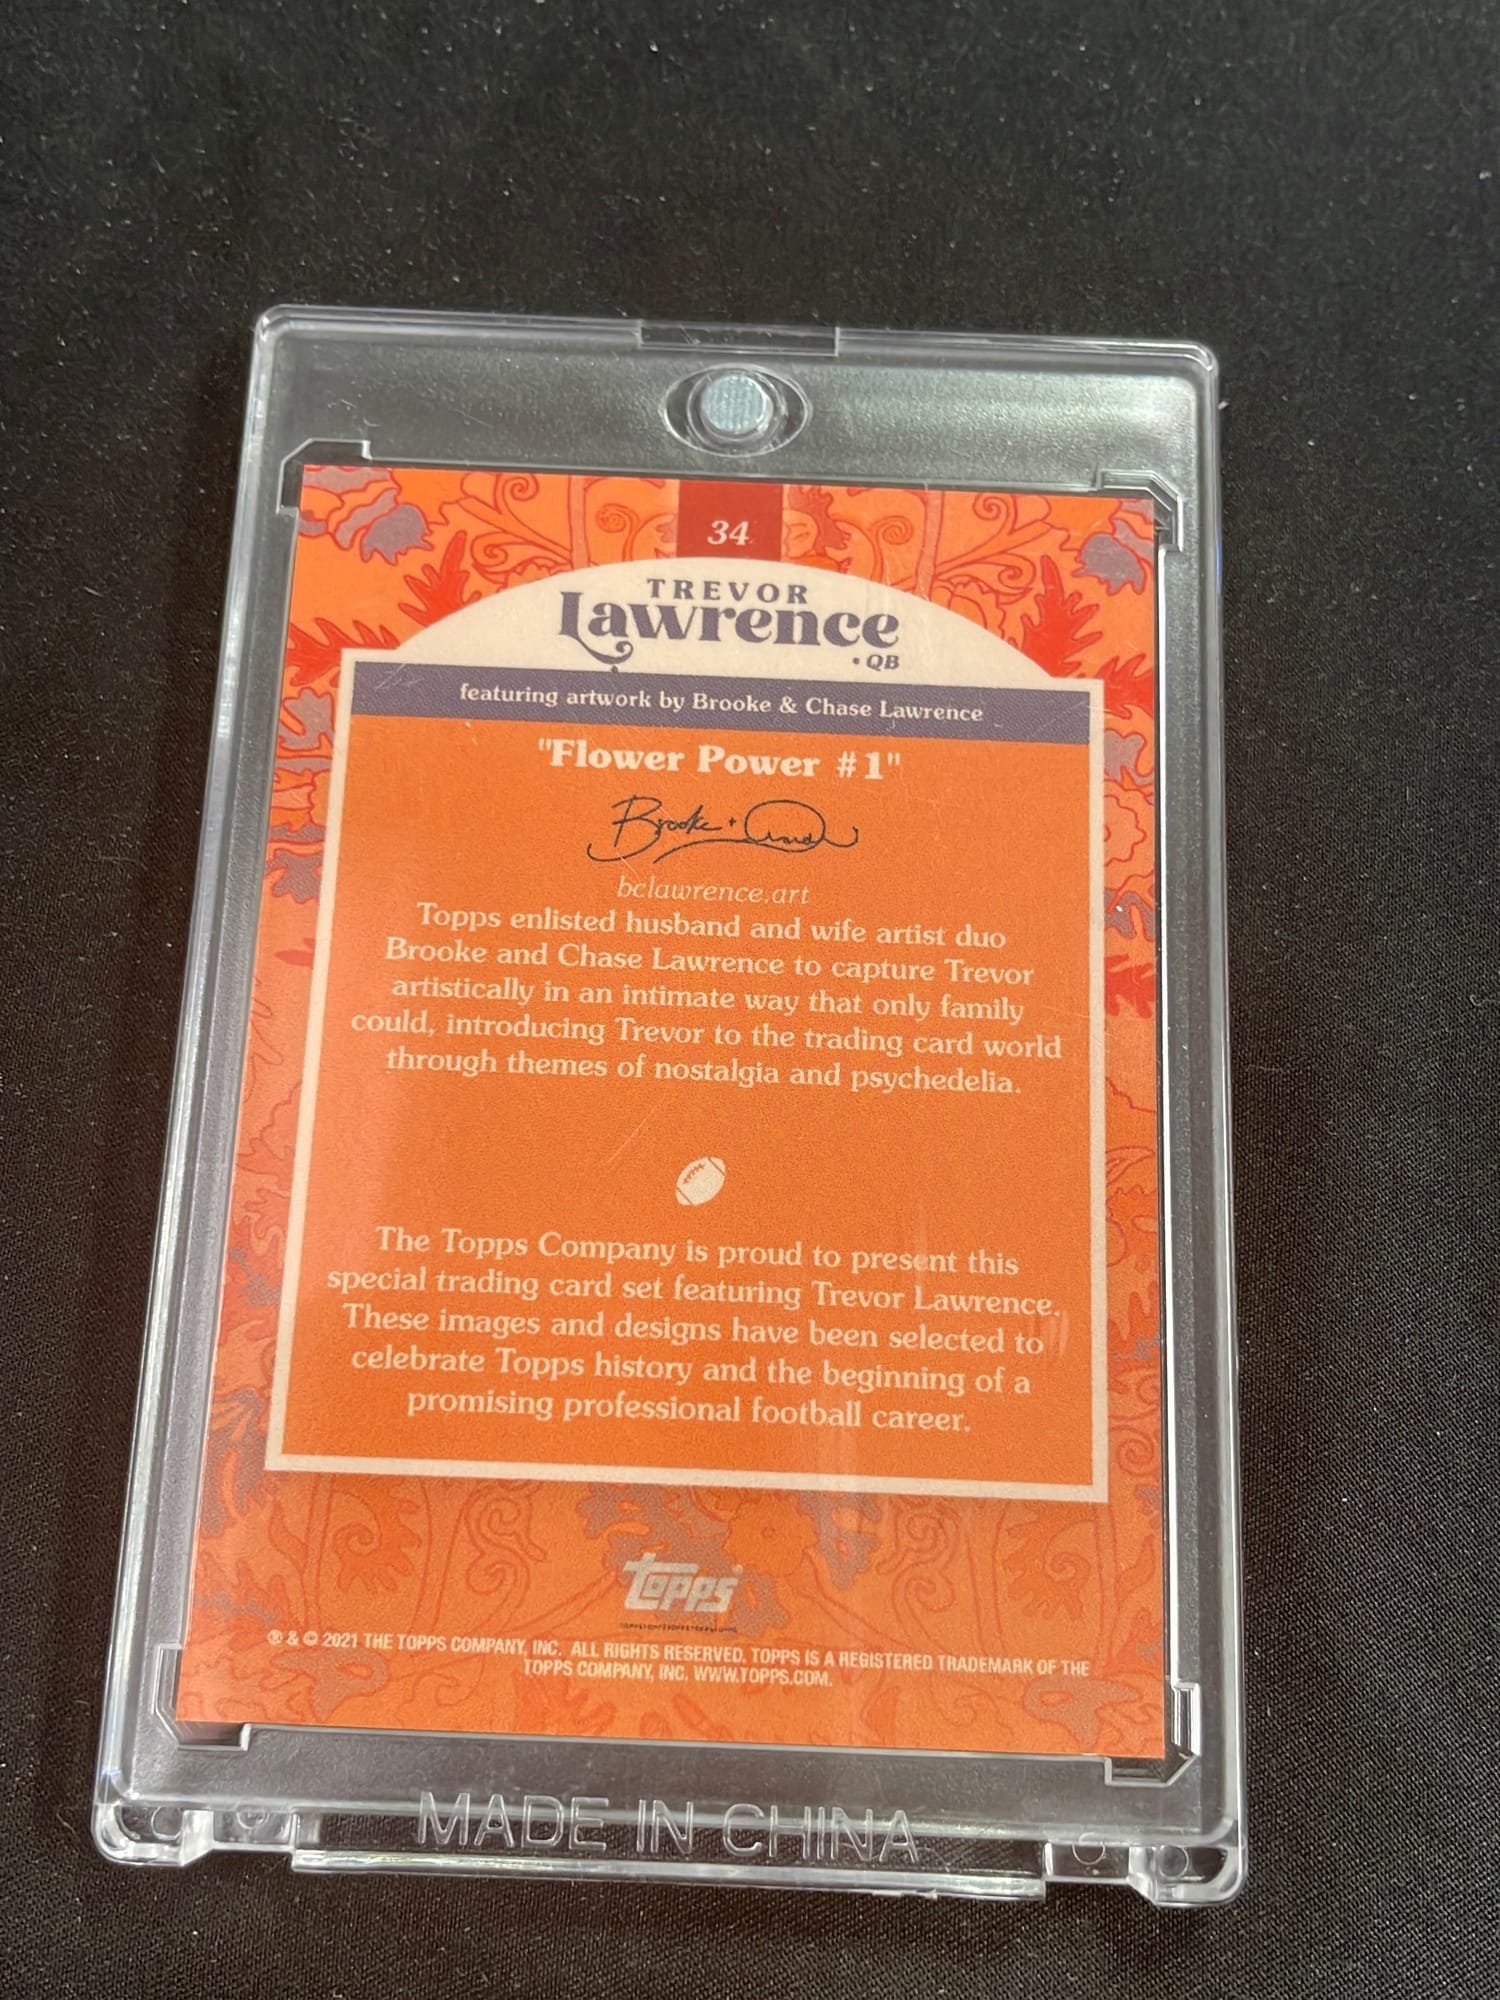 34
TREVOR
Lawrence
• QB
featuring artwork by Brooke & Chase Lawrence
"Flower Power #1"
Brooke +
bclawrence.art
Topps enlisted husband and wife artist duo
Brooke and Chase Lawrence to capture Trevor
artistically in an intimate way that only family
could, introducing Trevor to the trading card world
through themes of nostalgia and psychedelia.
The Topps Company is proud to present this
special trading card set featuring Trevor Lawrence.
These images and designs have been selected to
celebrate Topps history and the beginning of a
promising professional football career.
topps
® & © 2021 THE TOPPS COMPANY, INC. ALL RIGHTS RESERVED. TOPPS IS A REGISTERED TRADEMARK OF THE
TOPPS COMPANY, INC. WWW.TOPPS.COM.
MADE IN CHINA